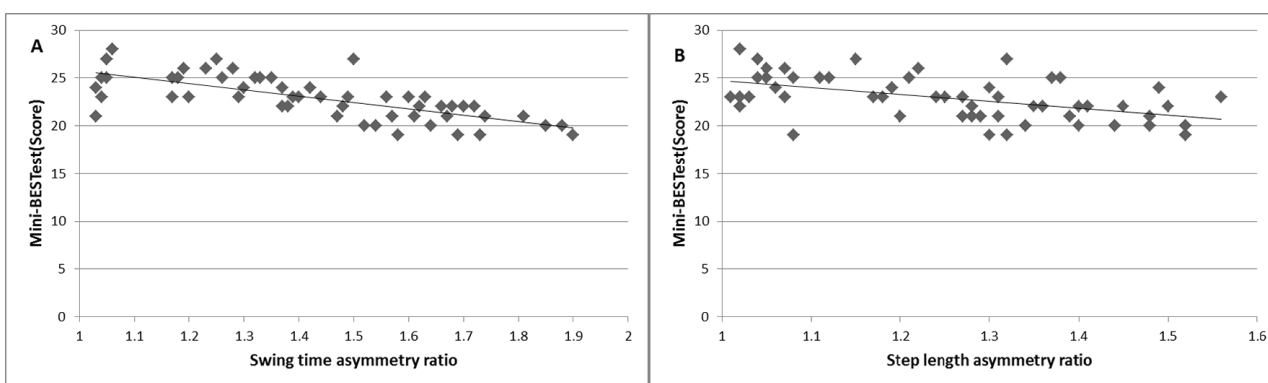 A
Mini-BESTest(Score)
30
25
20
15
10
5
0
1 1.1 1.2 1.3 1.4 1.5 1.6 1.7 1.8 1.9 2
Swing time asymmetry ratio
B
Mini-BESTest(Score)
30
25
20
15
10
5
0
1 1.1 1.2 1.3 1.4 1.5 1.6
Step length asymmetry ratio